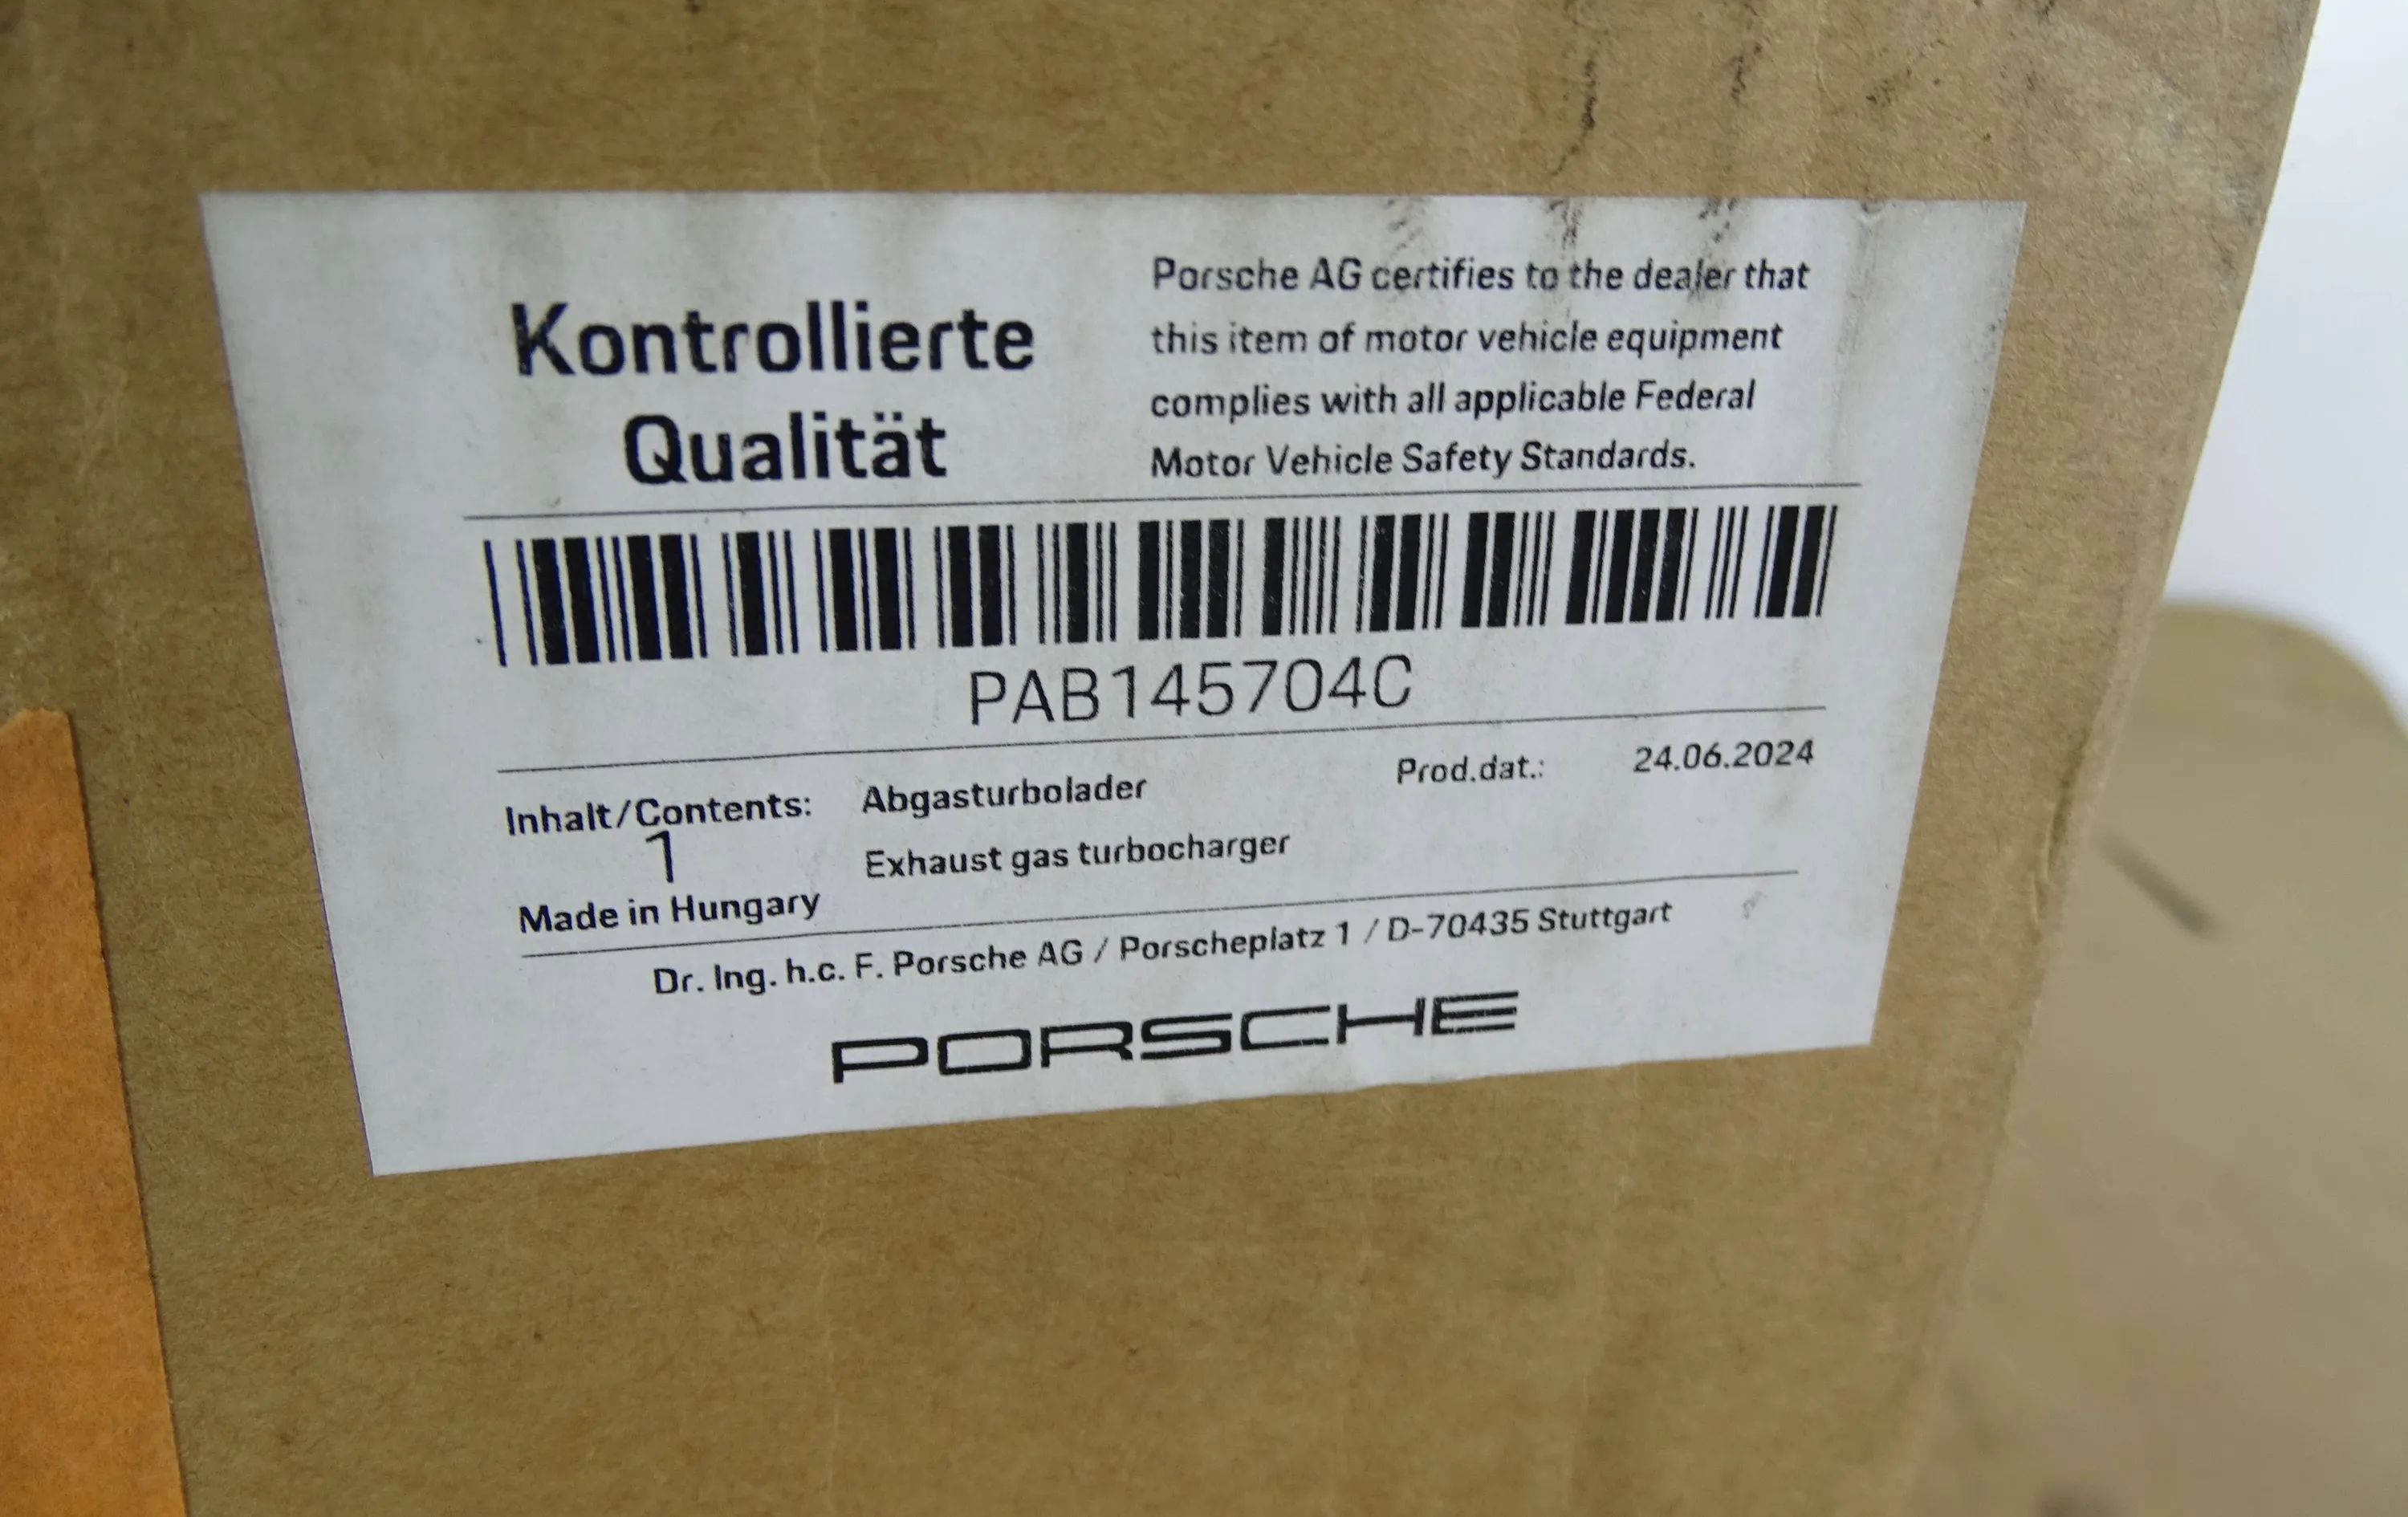 Kontrollierte
Qualität
Porsche AG certifies to the dealer that
this item of motor vehicle equipment
complies with all applicable Federal
Motor Vehicle Safety Standards.
PAB145704C
Inhalt/Contents:
1
Made in Hungary
Abgasturbolader
Exhaust gas turbocharger
Prod.dat.: 24.06.2024
Dr. Ing. h.c. F. Porsche AG / Porscheplatz 1 / D-70435 Stuttgart
PORSCHE